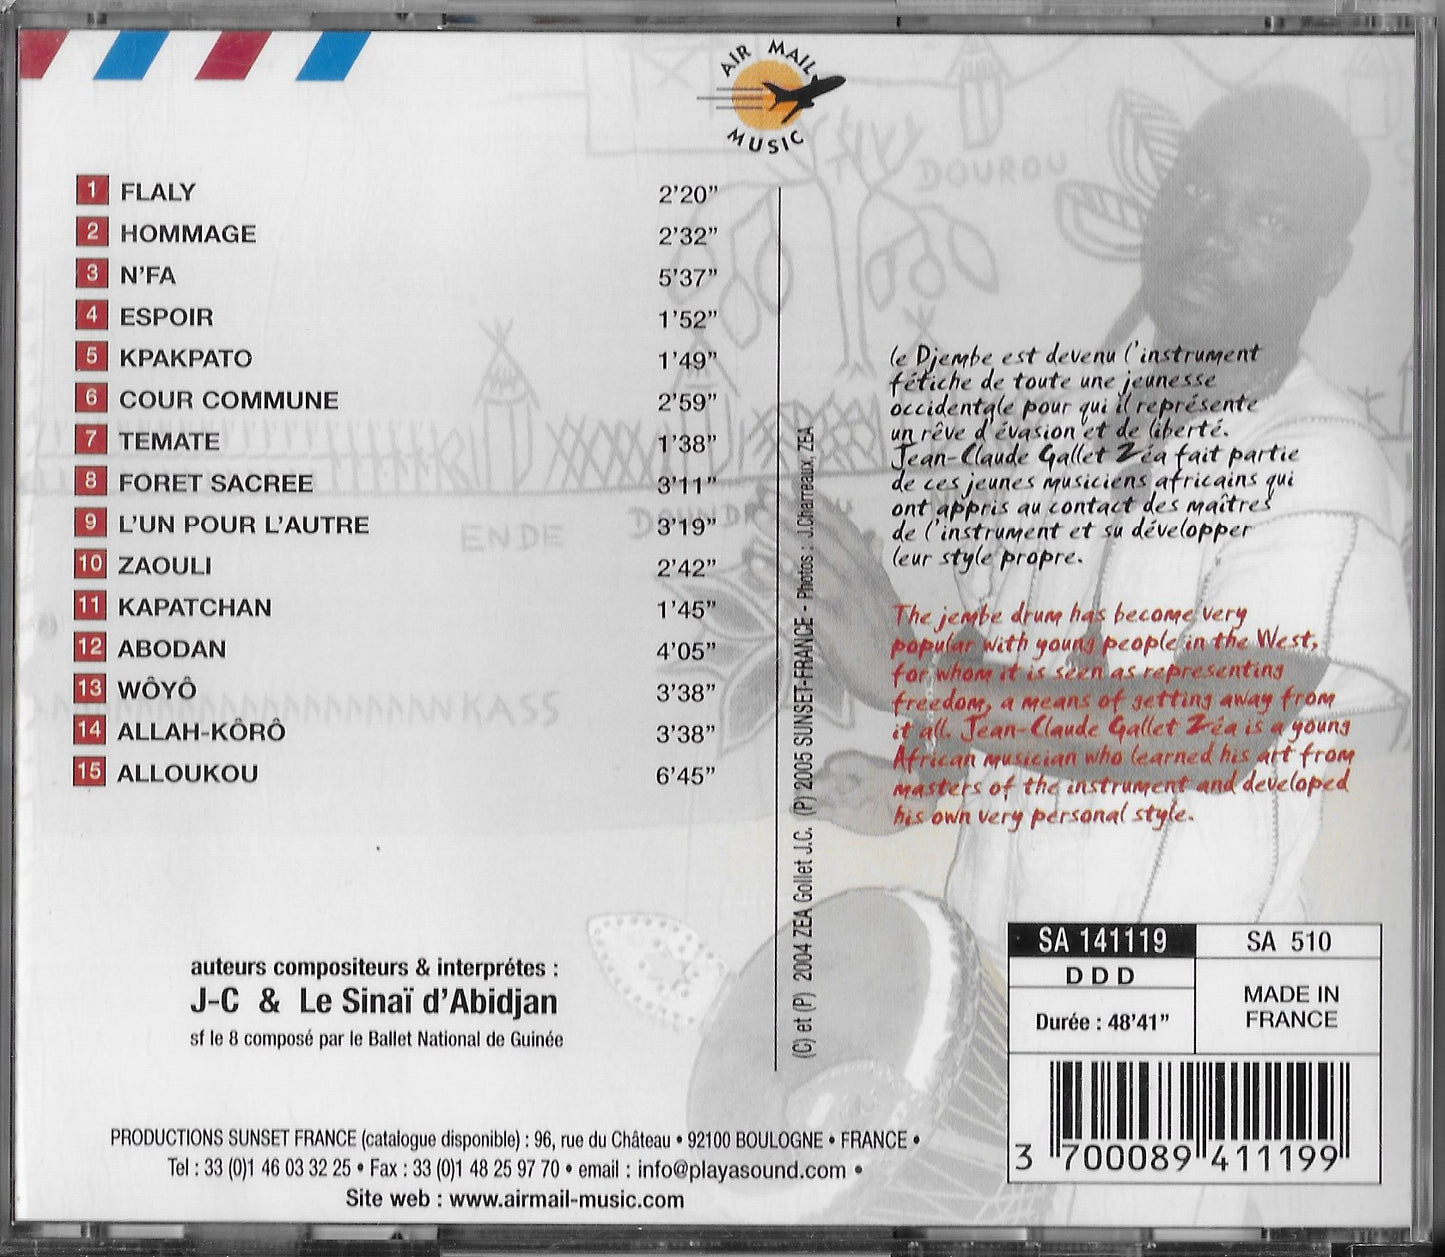 AIR MAIL
MUSIC
1 FLALY 2'20"
2 HOMMAGE 2'32"
3 N'FA 5'37"
4 ESPOIR 1'52"
5 KPAKPATO 1'49"
6 COUR COMMUNE 2'59"
7 TEMATE 1'38"
8 FORET SACREE 3'11"
9 L'UN POUR L'AUTRE 3'19"
10 ZAOULI 2'42"
11 KAPATCHAN 1'45"
12 ABODAN 4'05"
13 WÔYÔ 3'38"
14 ALLAH-KÔRÔ 3'38"
15 ALLOUKOU 6'45"
DOUROU
ENDE
KASS
auteurs compositeurs & interprétes :
J-C & Le Sinaï d'Abidjan
sf le 8 composé par le Ballet National de Guinée
(C) et (P) 2004 ZEA Gollet J.C. (P) 2005 SUNSET-FRANCE - Photos : J.Charreaux, ZEA
le Djembe est devenu l'instrument
fétiche de toute une jeunesse
occidentale pour qui il représente
un rêve d'évasion et de liberté.
Jean-Claude Gallet Zéa fait partie
de ces jeunes musiciens africains qui
ont appris au contact des maîtres
de l'instrument et su développer
leur style propre.
The jembe drum has become very
popular with young people in the West,
for whom it is seen as representing
freedom, a means of getting away from
it all. Jean-Claude Gallet Zéa is a young
African musician who learned his art from
masters of the instrument and developed
his own very personal style.
SA 141119 SA 510
DDD
MADE IN
FRANCE
Durée : 48'41"
3 700089 411199
PRODUCTIONS SUNSET FRANCE (catalogue disponible) : 96, rue du Château • 92100 BOULOGNE • FRANCE •
Tel : 33 (0)1 46 03 32 25 • Fax : 33 (0)1 48 25 97 70 • email : info@playasound.com •
Site web : www.airmail-music.com